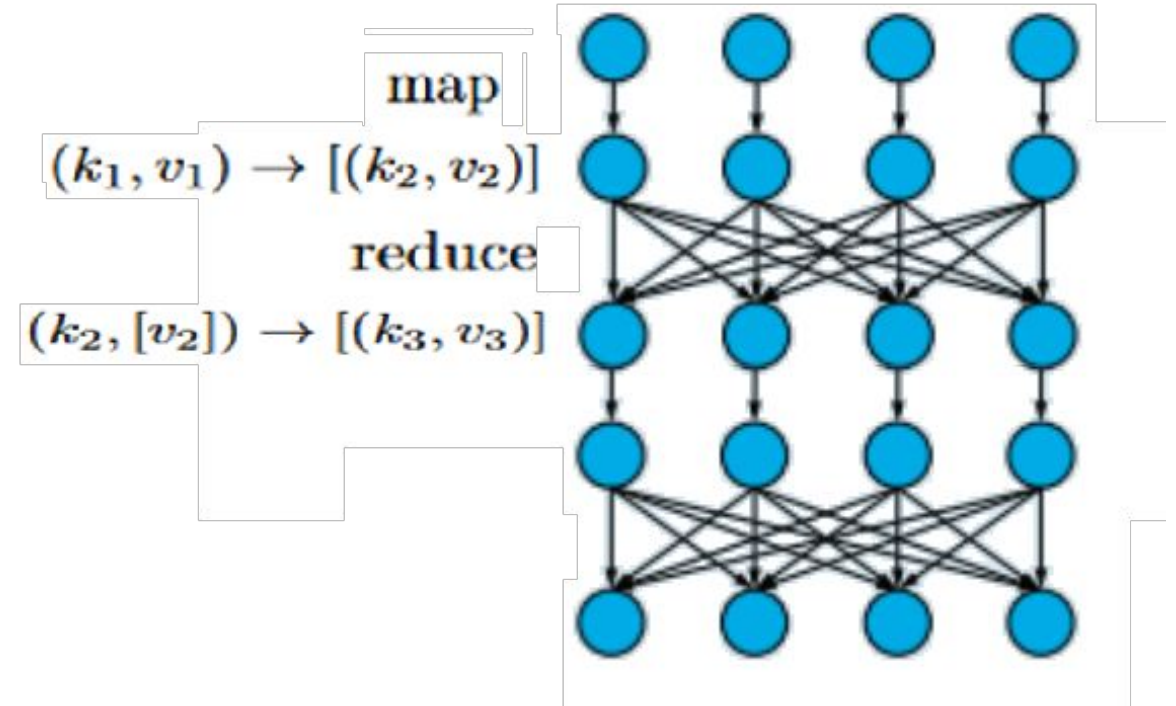 map
(k₁, v₁) → [(k₂, v₂)]
reduce
(k₂, [v₂]) → [(k₃, v₃)]